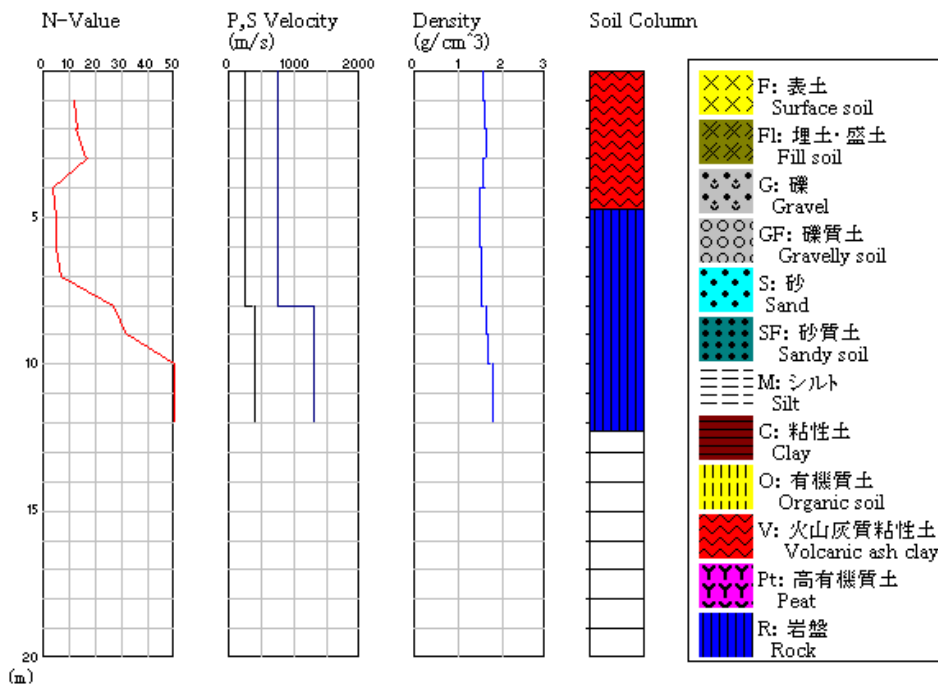 N-Value
P,S Velocity
(m/s)
Density
(g/cm^3)
Soil Column
0 10 20 30 40 50
0 1000 2000
0 1 2 3
5
10
15
20
(m)
F: 表土
Surface soil
Fl: 埋土・盛土
Fill soil
G: 礫
Gravel
GF: 礫質土
Gravelly soil
S: 砂
Sand
SF: 砂質土
Sandy soil
M: シルト
Silt
C: 粘性土
Clay
O: 有機質土
Organic soil
V: 火山灰質粘性土
Volcanic ash clay
Pt: 高有機質土
Peat
R: 岩盤
Rock